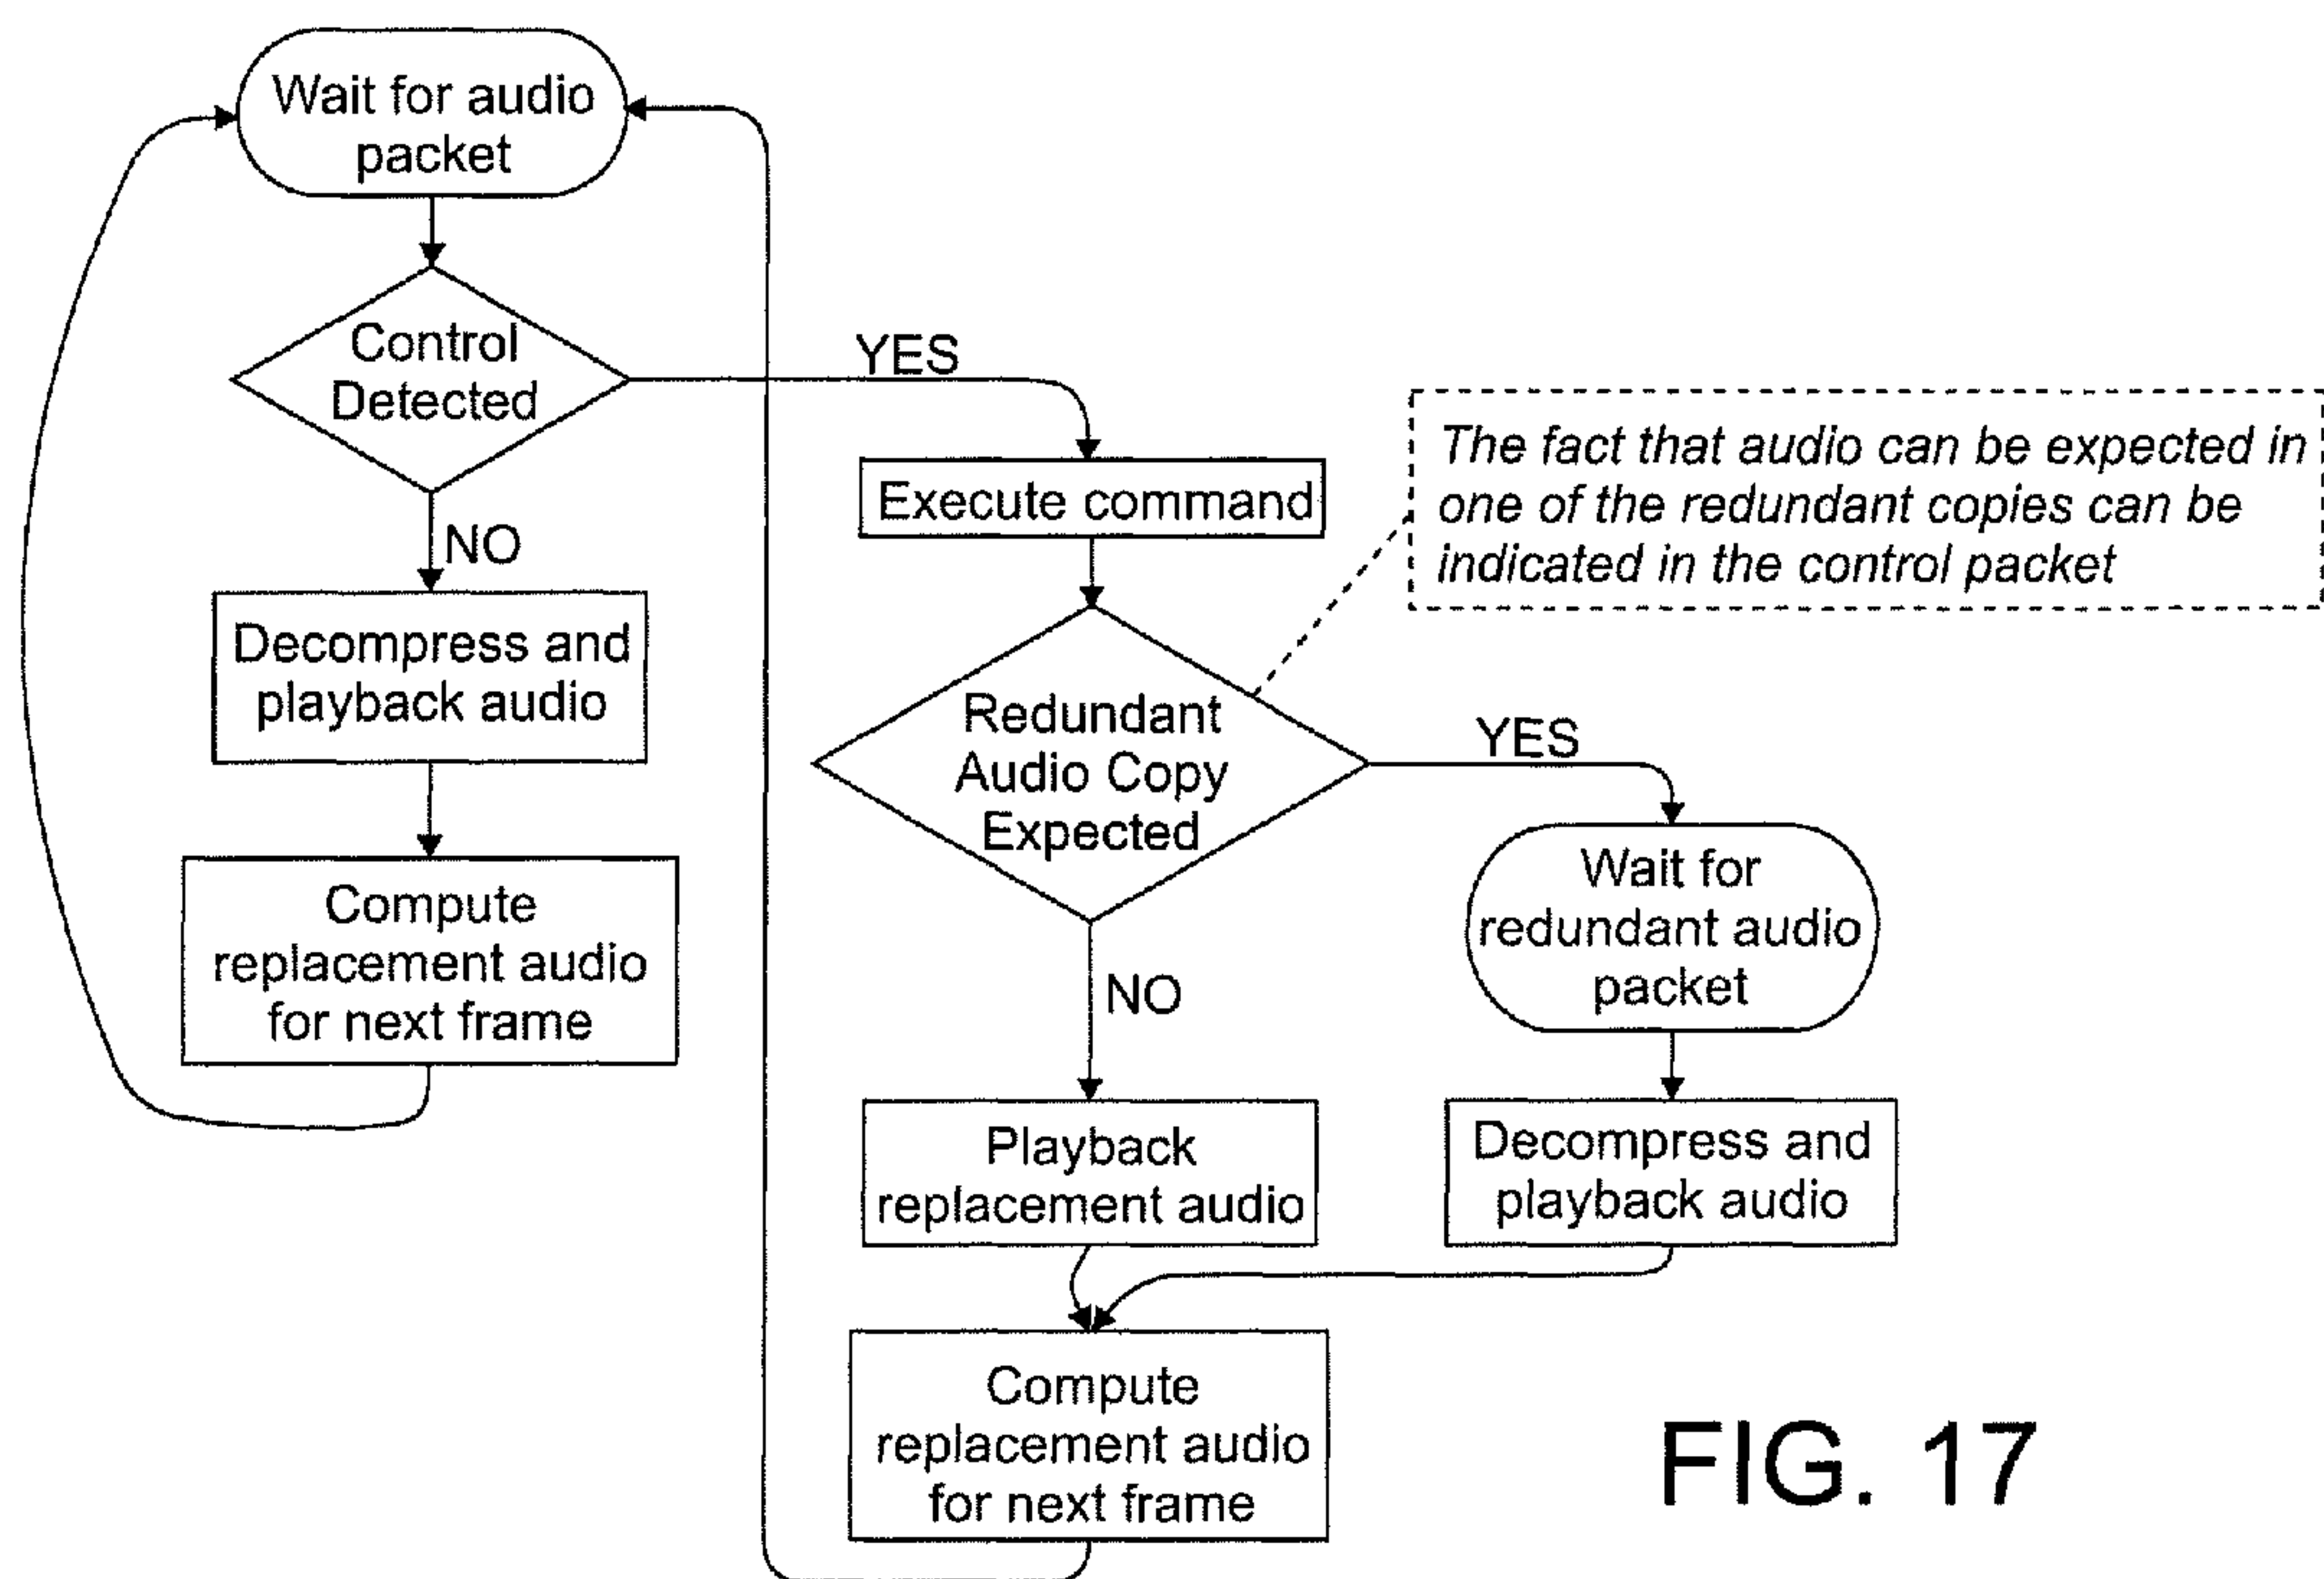 Wait for audio
packet
Control
Detected
YES
NO
Decompress and
playback audio
Compute
replacement audio
for next frame
Execute command
The fact that audio can be expected in
one of the redundant copies can be
indicated in the control packet
Redundant
Audio Copy
Expected
YES
NO
Wait for
redundant audio
packet
Playback
replacement audio
Decompress and
playback audio
Compute
replacement audio
for next frame
FIG. 17